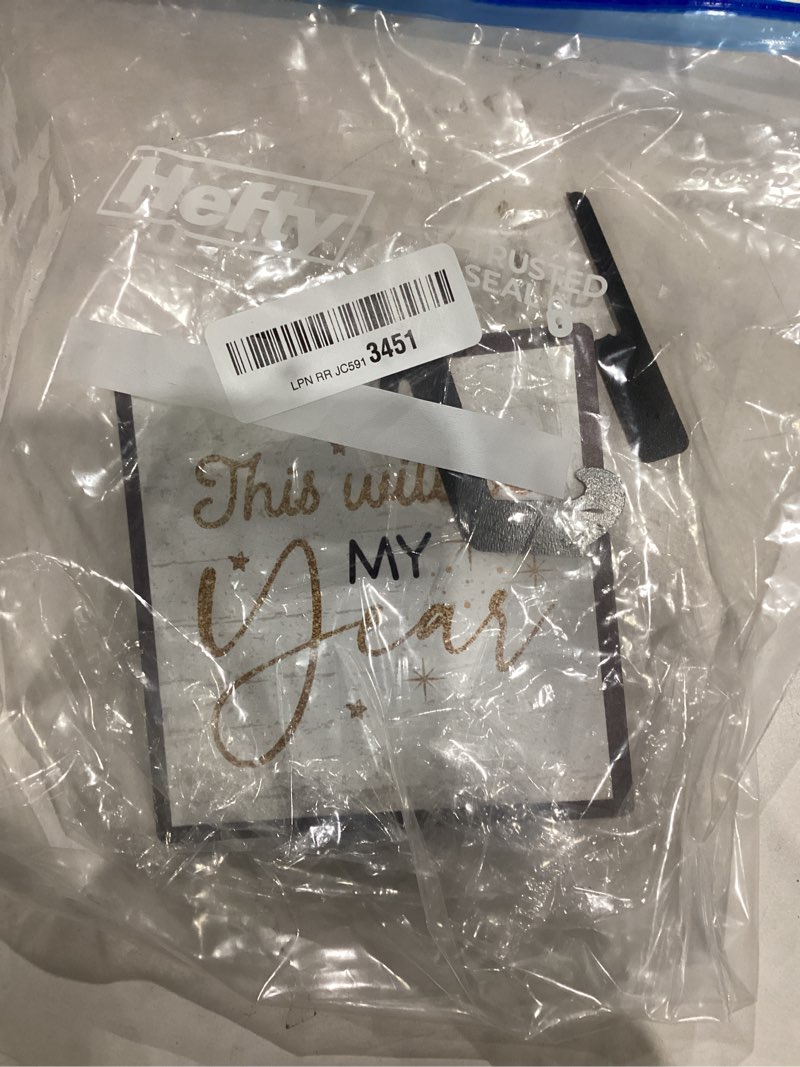 Hefty
TRUSTED
SEAL
LPN RR JC591 3451
This will
MY
Year